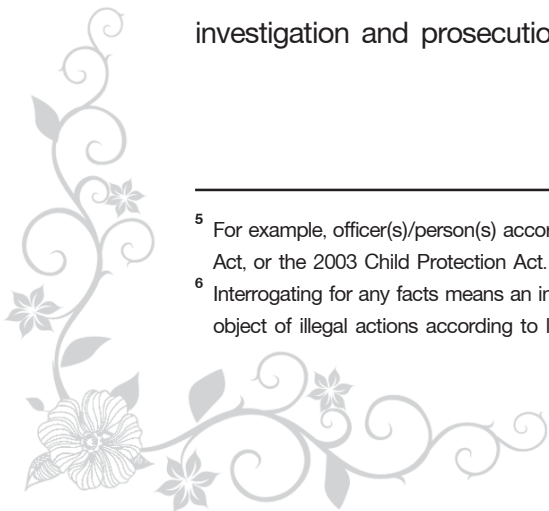 investigation and prosecutio
5 For example, officer(s)/person(s) accor
Act, or the 2003 Child Protection Act.
6 Interrogating for any facts means an in
object of illegal actions according to l